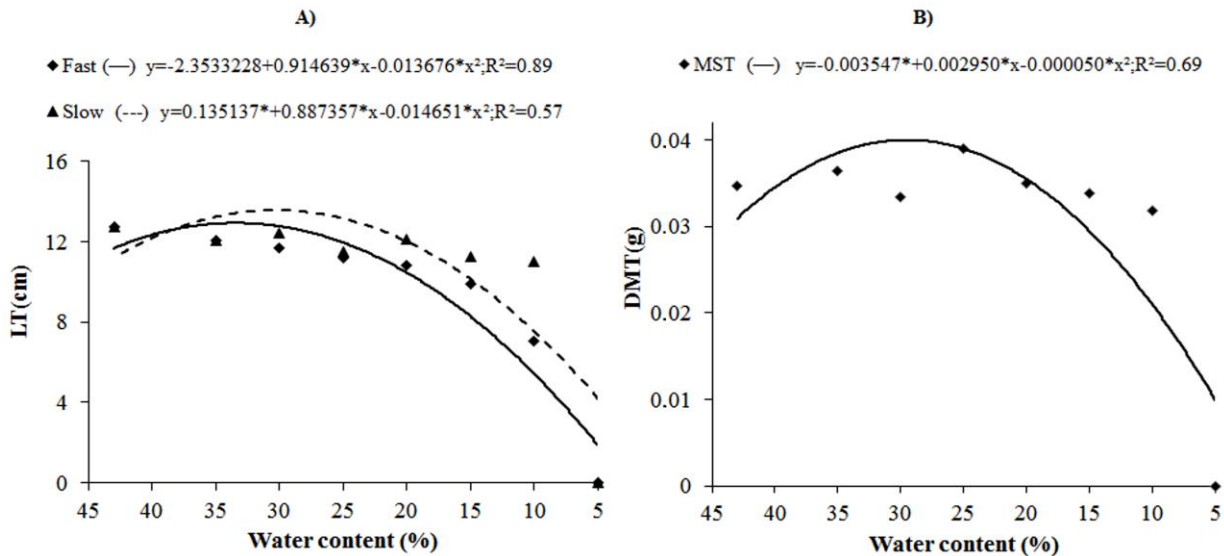 A)
◆ Fast (—) y=-2.3533228+0.914639*x-0.013676*x²;R²=0.89
▲ Slow (---) y=0.135137*+0.887357*x-0.014651*x²;R²=0.57
16
12
8
4
0
LT(cm)
45 40 35 30 25 20 15 10 5
Water content (%)
B)
◆ MST (—) y=-0.003547*+0.002950*x-0.000050*x²;R²=0.69
0.04
0.03
0.02
0.01
0
DMT(g)
45 40 35 30 25 20 15 10 5
Water content (%)